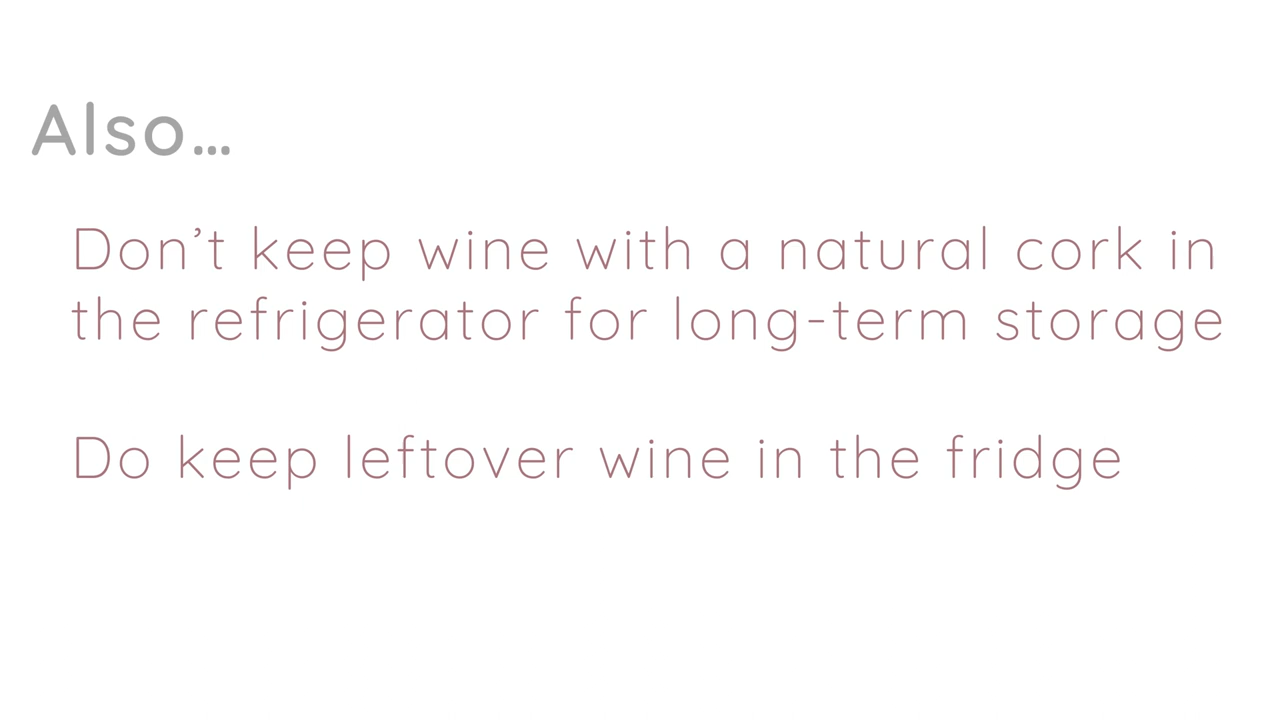 Also…
Don’t keep wine with a natural cork in
the refrigerator for long-term storage
Do keep leftover wine in the fridge